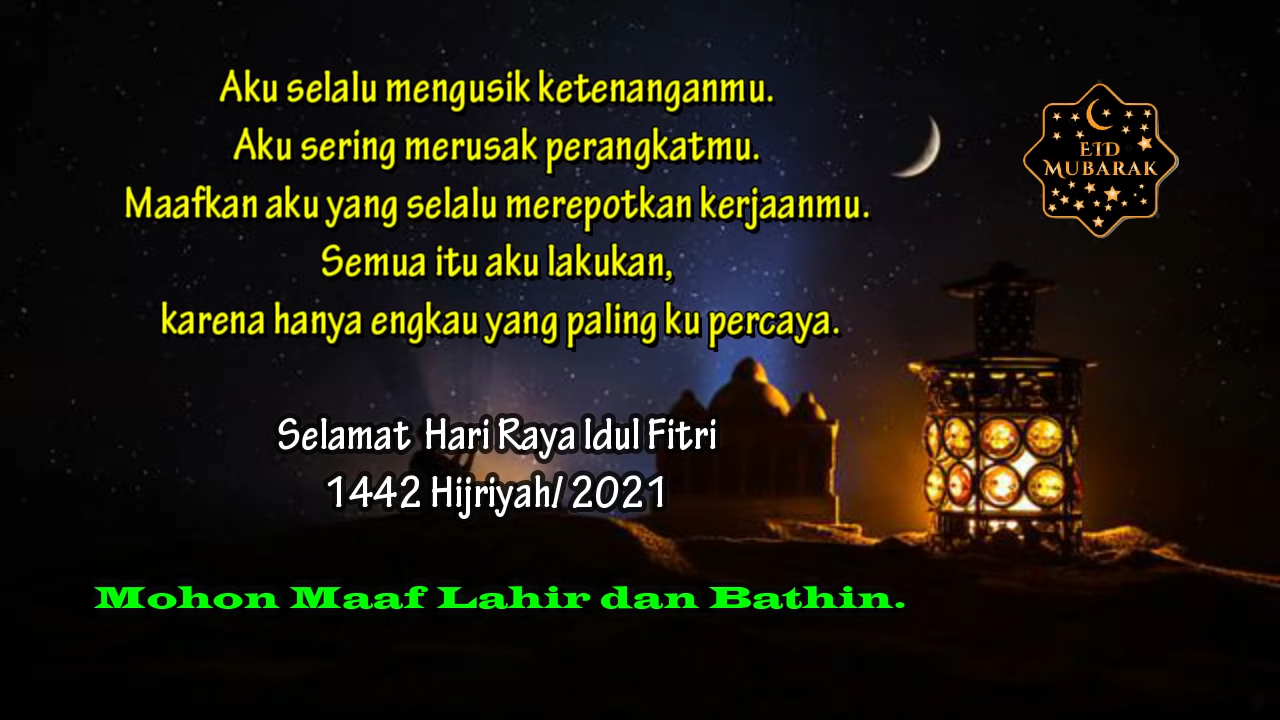 Aku selalu mengusik ketenanganmu.
Aku sering merusak perangkatmu.
Maafkan aku yang selalu merepotkan kerjaanmu.
Semua itu aku lakukan,
karena hanya engkau yang paling ku percaya.
EID
MUBARAK
Selamat Hari Raya Idul Fitri
1442 Hijriyah/ 2021
Mohon Maaf Lahir dan Bathin.